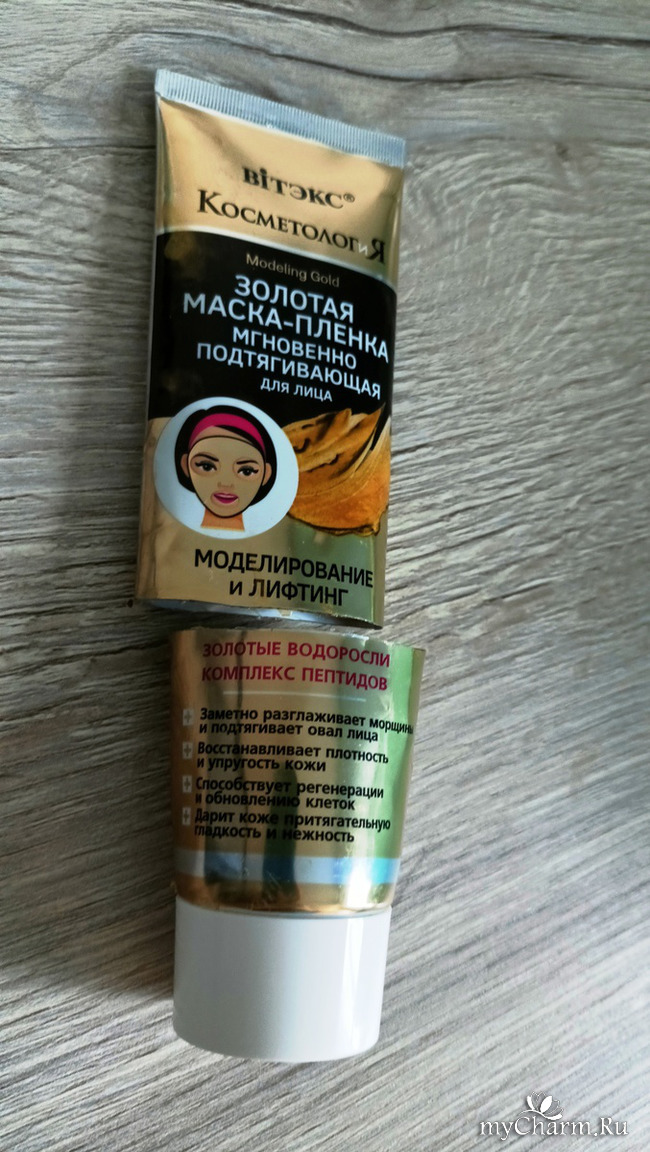 вiтэкс®
КосметологиЯ
Modeling Gold
ЗОЛОТАЯ
МАСКА-ПЛЕНКА
МГНОВЕННО
ПОДТЯГИВАЮЩАЯ
ДЛЯ ЛИЦА
МОДЕЛИРОВАНИЕ
и ЛИФТИНГ
ЗОЛОТЫЕ ВОДОРОСЛИ
КОМПЛЕКС ПЕПТИДОВ
Заметно разглаживает морщины
и подтягивает овал лица
Восстанавливает плотность
и упругость кожи
Способствует регенерации
и обновлению клеток
Дарит коже притягательную
гладкость и нежность
myCharm.Ru